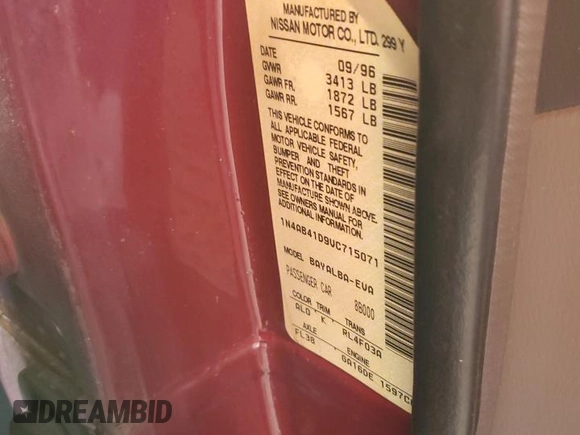 MANUFACTURED BY
NISSAN MOTOR CO., LTD. 299 Y
DATE 09/96
GVWR 3413 LB
GAWR FR. 1872 LB
GAWR RR. 1567 LB
THIS VEHICLE CONFORMS TO
ALL APPLICABLE FEDERAL
MOTOR VEHICLE SAFETY,
BUMPER AND THEFT
PREVENTION STANDARDS IN
EFFECT ON THE DATE OF
MANUFACTURE SHOWN ABOVE.
SEE OWNERS MANUAL FOR
ADDITIONAL INFORMATION.
1N4AB41D9VC715071
MODEL BAYALBA-EVA
PASSENGER CAR 89000
COLOR TRIM TRANS
AL0 K RL4F03A
AXLE ENGINE
FL38 GA16DE 1597C
DREAMBID